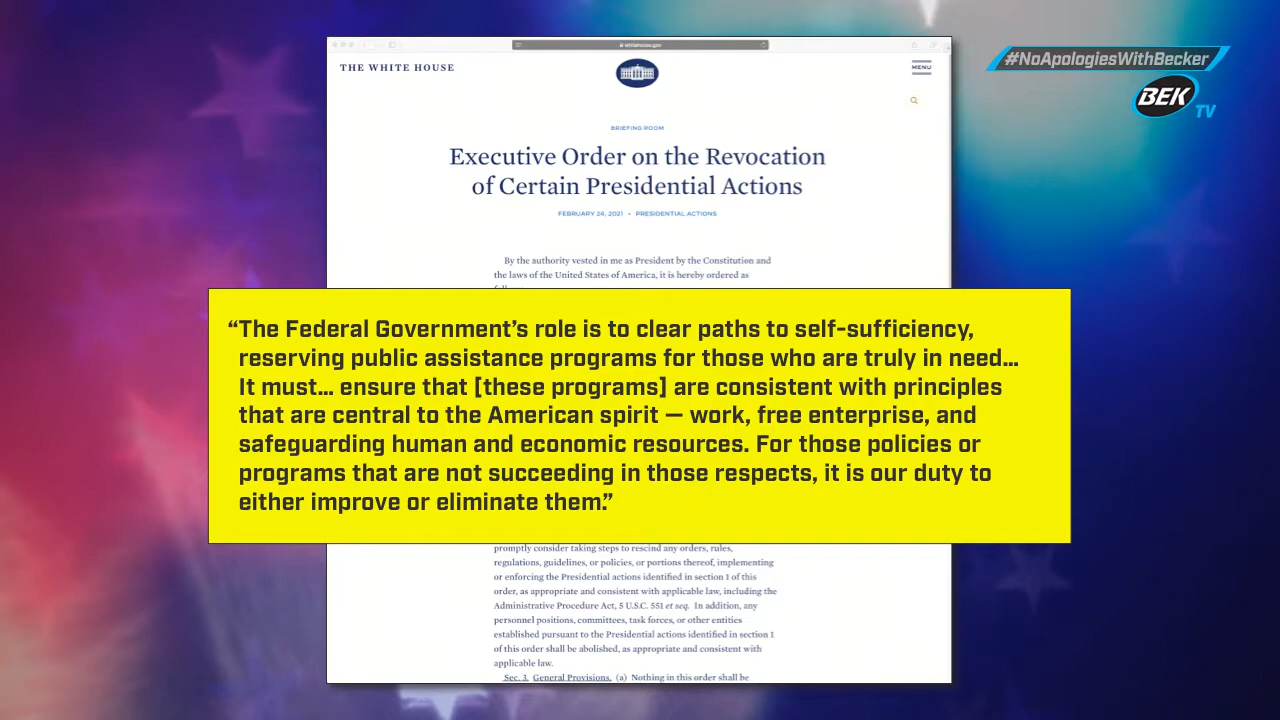 whitehouse.gov
THE WHITE HOUSE
MENU
#NoApologiesWithBecker
BEK
TV
BRIEFING ROOM
Executive Order on the Revocation
of Certain Presidential Actions
FEBRUARY 24, 2021 • PRESIDENTIAL ACTIONS
By the authority vested in me as President by the Constitution and
the laws of the United States of America, it is hereby ordered as
“The Federal Government’s role is to clear paths to self-sufficiency,
reserving public assistance programs for those who are truly in need...
It must... ensure that [these programs] are consistent with principles
that are central to the American spirit — work, free enterprise, and
safeguarding human and economic resources. For those policies or
programs that are not succeeding in those respects, it is our duty to
either improve or eliminate them.”
promptly consider taking steps to rescind any orders, rules,
regulations, guidelines, or policies, or portions thereof, implementing
or enforcing the Presidential actions identified in section 1 of this
order, as appropriate and consistent with applicable law, including the
Administrative Procedure Act, 5 U.S.C. 551 et seq. In addition, any
personnel positions, committees, task forces, or other entities
established pursuant to the Presidential actions identified in section 1
of this order shall be abolished, as appropriate and consistent with
applicable law.
Sec. 3. General Provisions. (a) Nothing in this order shall be